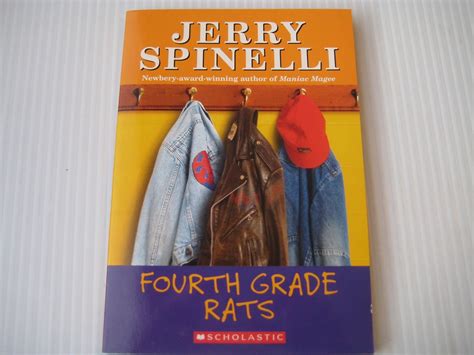 JERRY
SPINELLI
Newbery-award-winning author of Maniac Magee
FOURTH GRADE
RATS
SCHOLASTIC